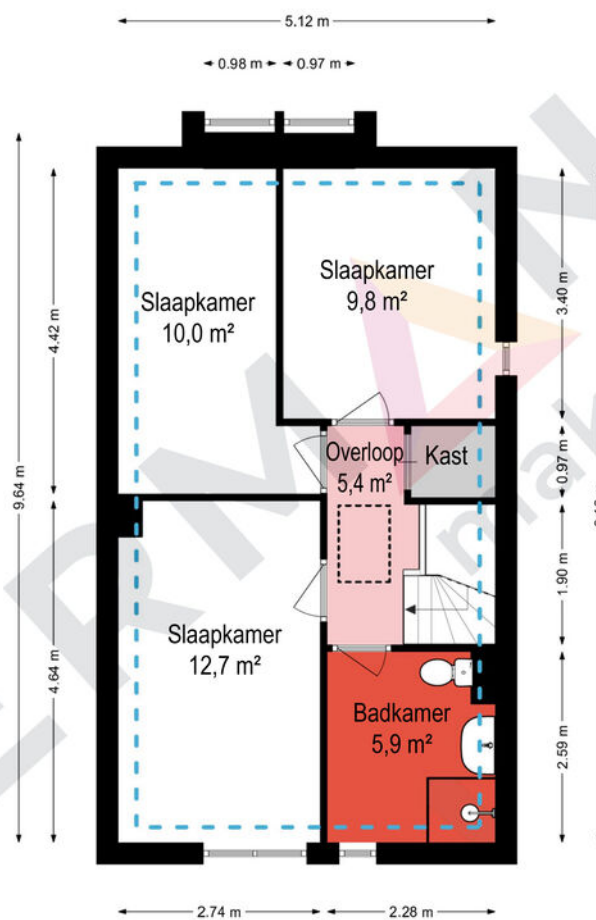 5.12 m
0.98 m
0.97 m
9.64 m
4.42 m
3.40 m
Slaapkamer
9,8 m²
Slaapkamer
10,0 m²
Overloop
5,4 m²
Kast
0.97 m
1.90 m
4.64 m
Slaapkamer
12,7 m²
Badkamer
5,9 m²
2.59 m
2.74 m
2.28 m
ERMAN
mak